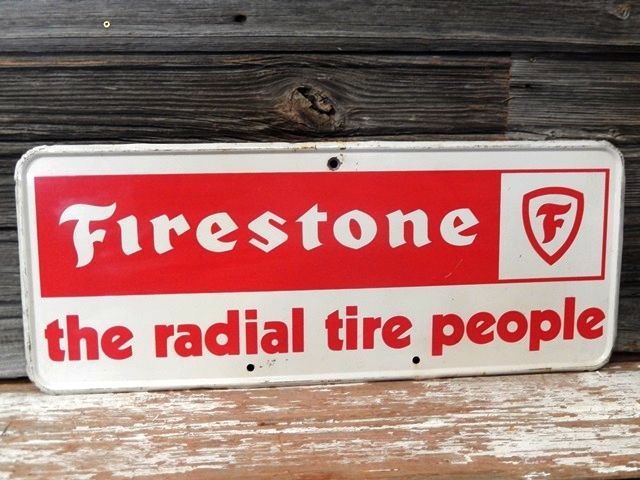 Firestone F
the radial tire people